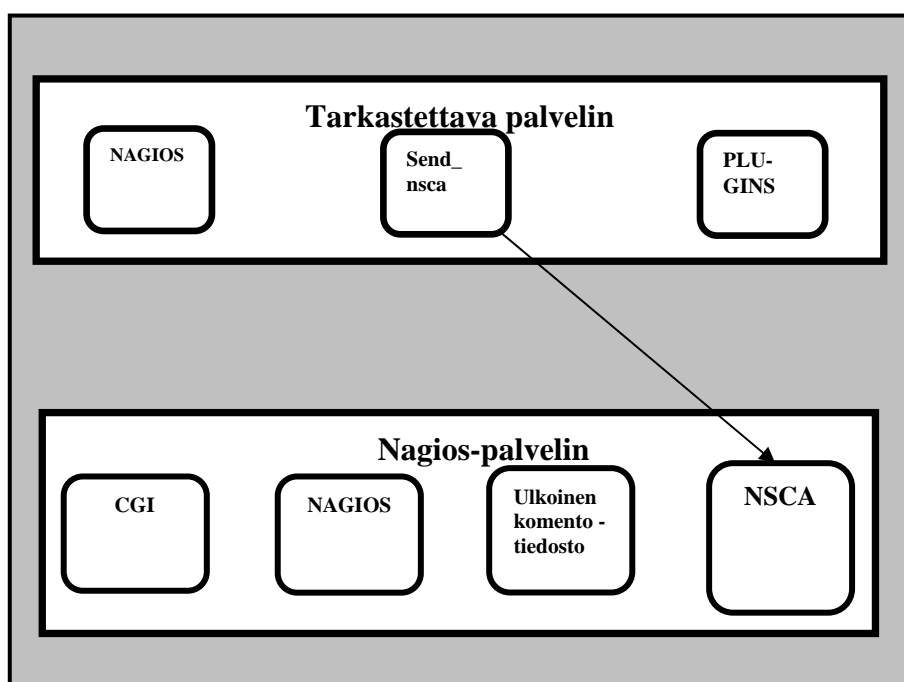 Tarkastettava palvelin
NAGIOS
Send_
nsca
PLU-
GINS
Nagios-palvelin
CGI
NAGIOS
Ulkoinen
komento -
tiedosto
NSCA